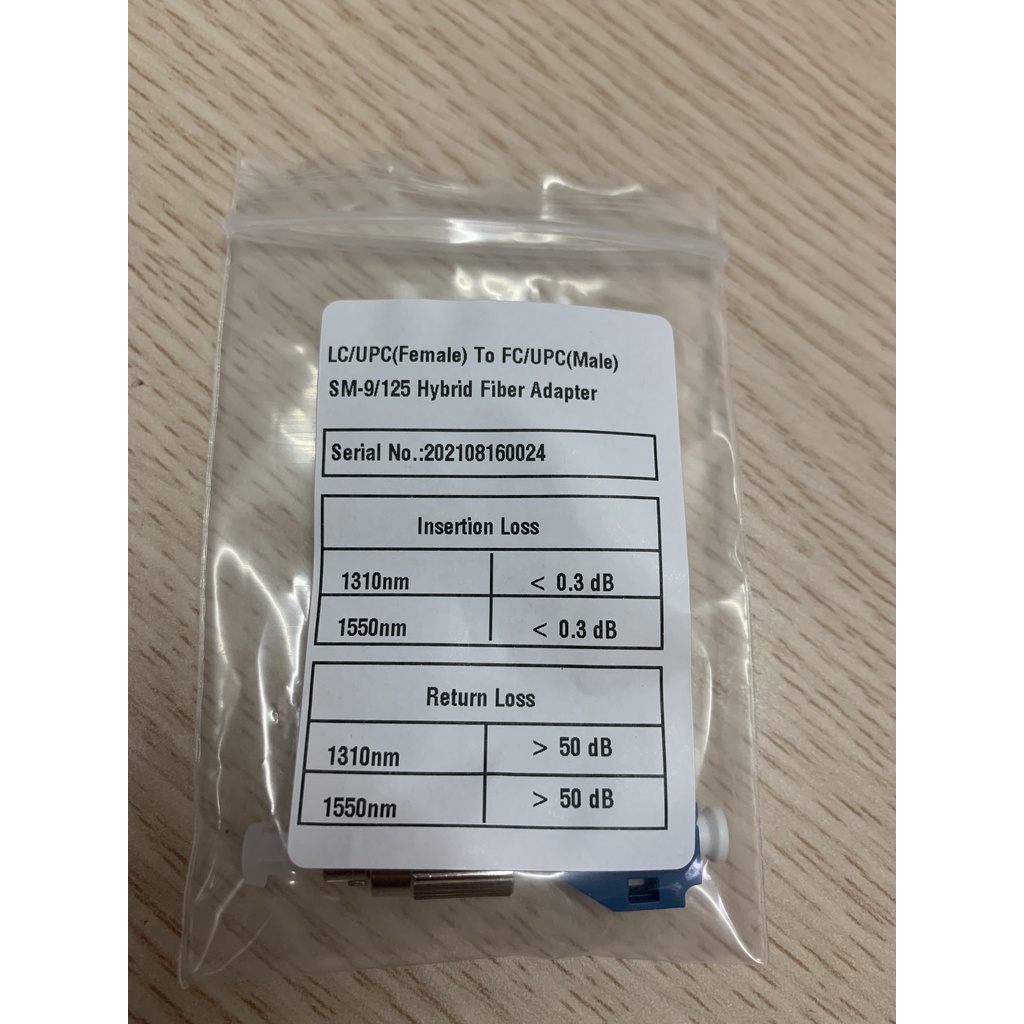 LC/UPC(Female) To FC/UPC(Male)
SM-9/125 Hybrid Fiber Adapter
Serial No.:202108160024
Insertion Loss
1310nm < 0.3 dB
1550nm < 0.3 dB
Return Loss
1310nm > 50 dB
1550nm > 50 dB